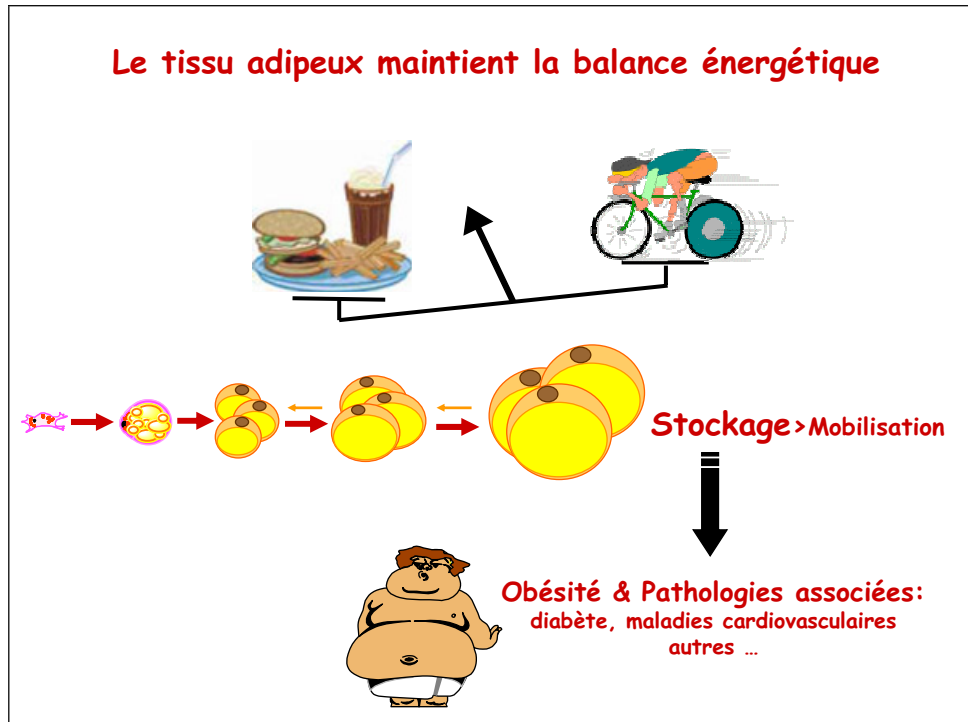 Le tissu adipeux maintient la balance énergétique
Stockage>Mobilisation
Obésité & Pathologies associées:
diabète, maladies cardiovasculaires
autres …